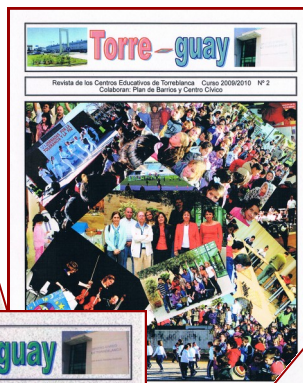 Torre-guay
Revista de los Centros Educativos de Torreblanca Curso 2009/2010 Nº 2
Colaboran: Plan de Barrios y Centro Cívico
guay